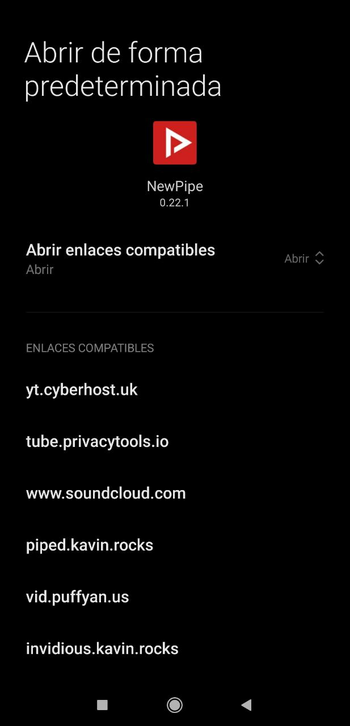 Abrir de forma
predeterminada
NewPipe
0.22.1
Abrir enlaces compatibles
Abrir
Abrir
ENLACES COMPATIBLES
yt.cyberhost.uk
tube.privacytools.io
www.soundcloud.com
piped.kavin.rocks
vid.puffyan.us
invidious.kavin.rocks